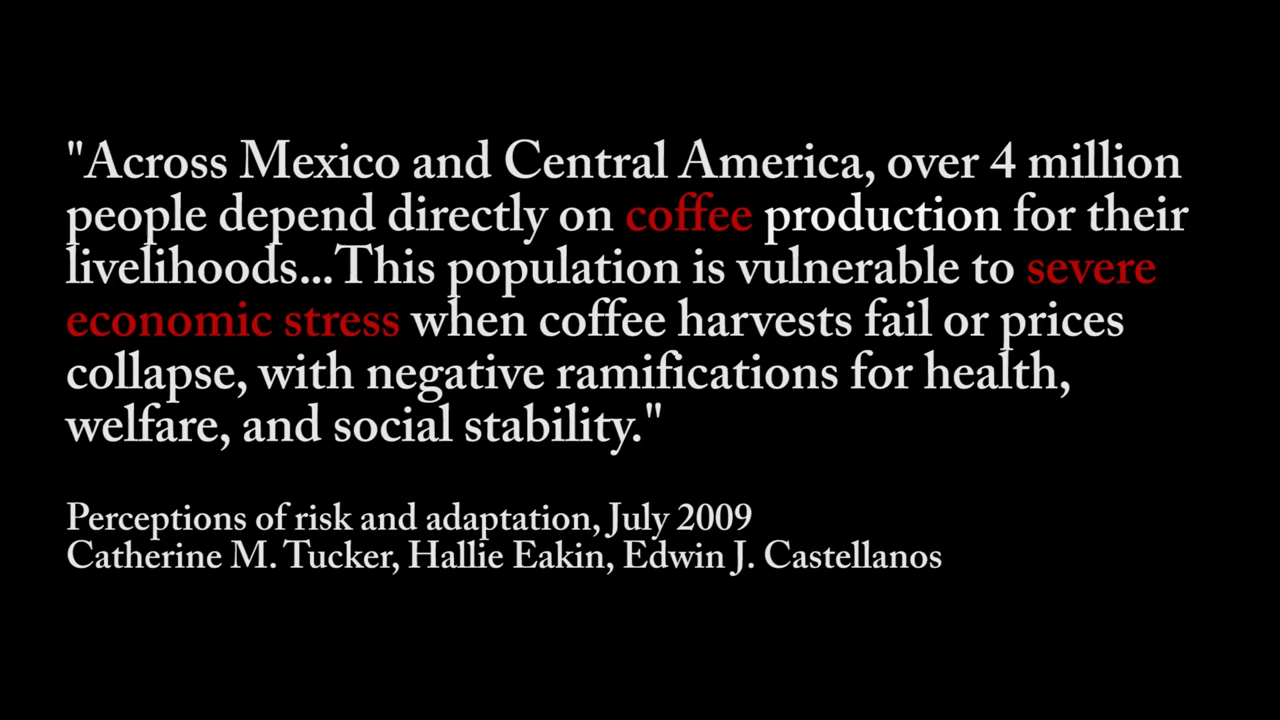 "Across Mexico and Central America, over 4 million
people depend directly on coffee production for their
livelihoods...This population is vulnerable to severe
economic stress when coffee harvests fail or prices
collapse, with negative ramifications for health,
welfare, and social stability."
Perceptions of risk and adaptation, July 2009
Catherine M. Tucker, Hallie Eakin, Edwin J. Castellanos